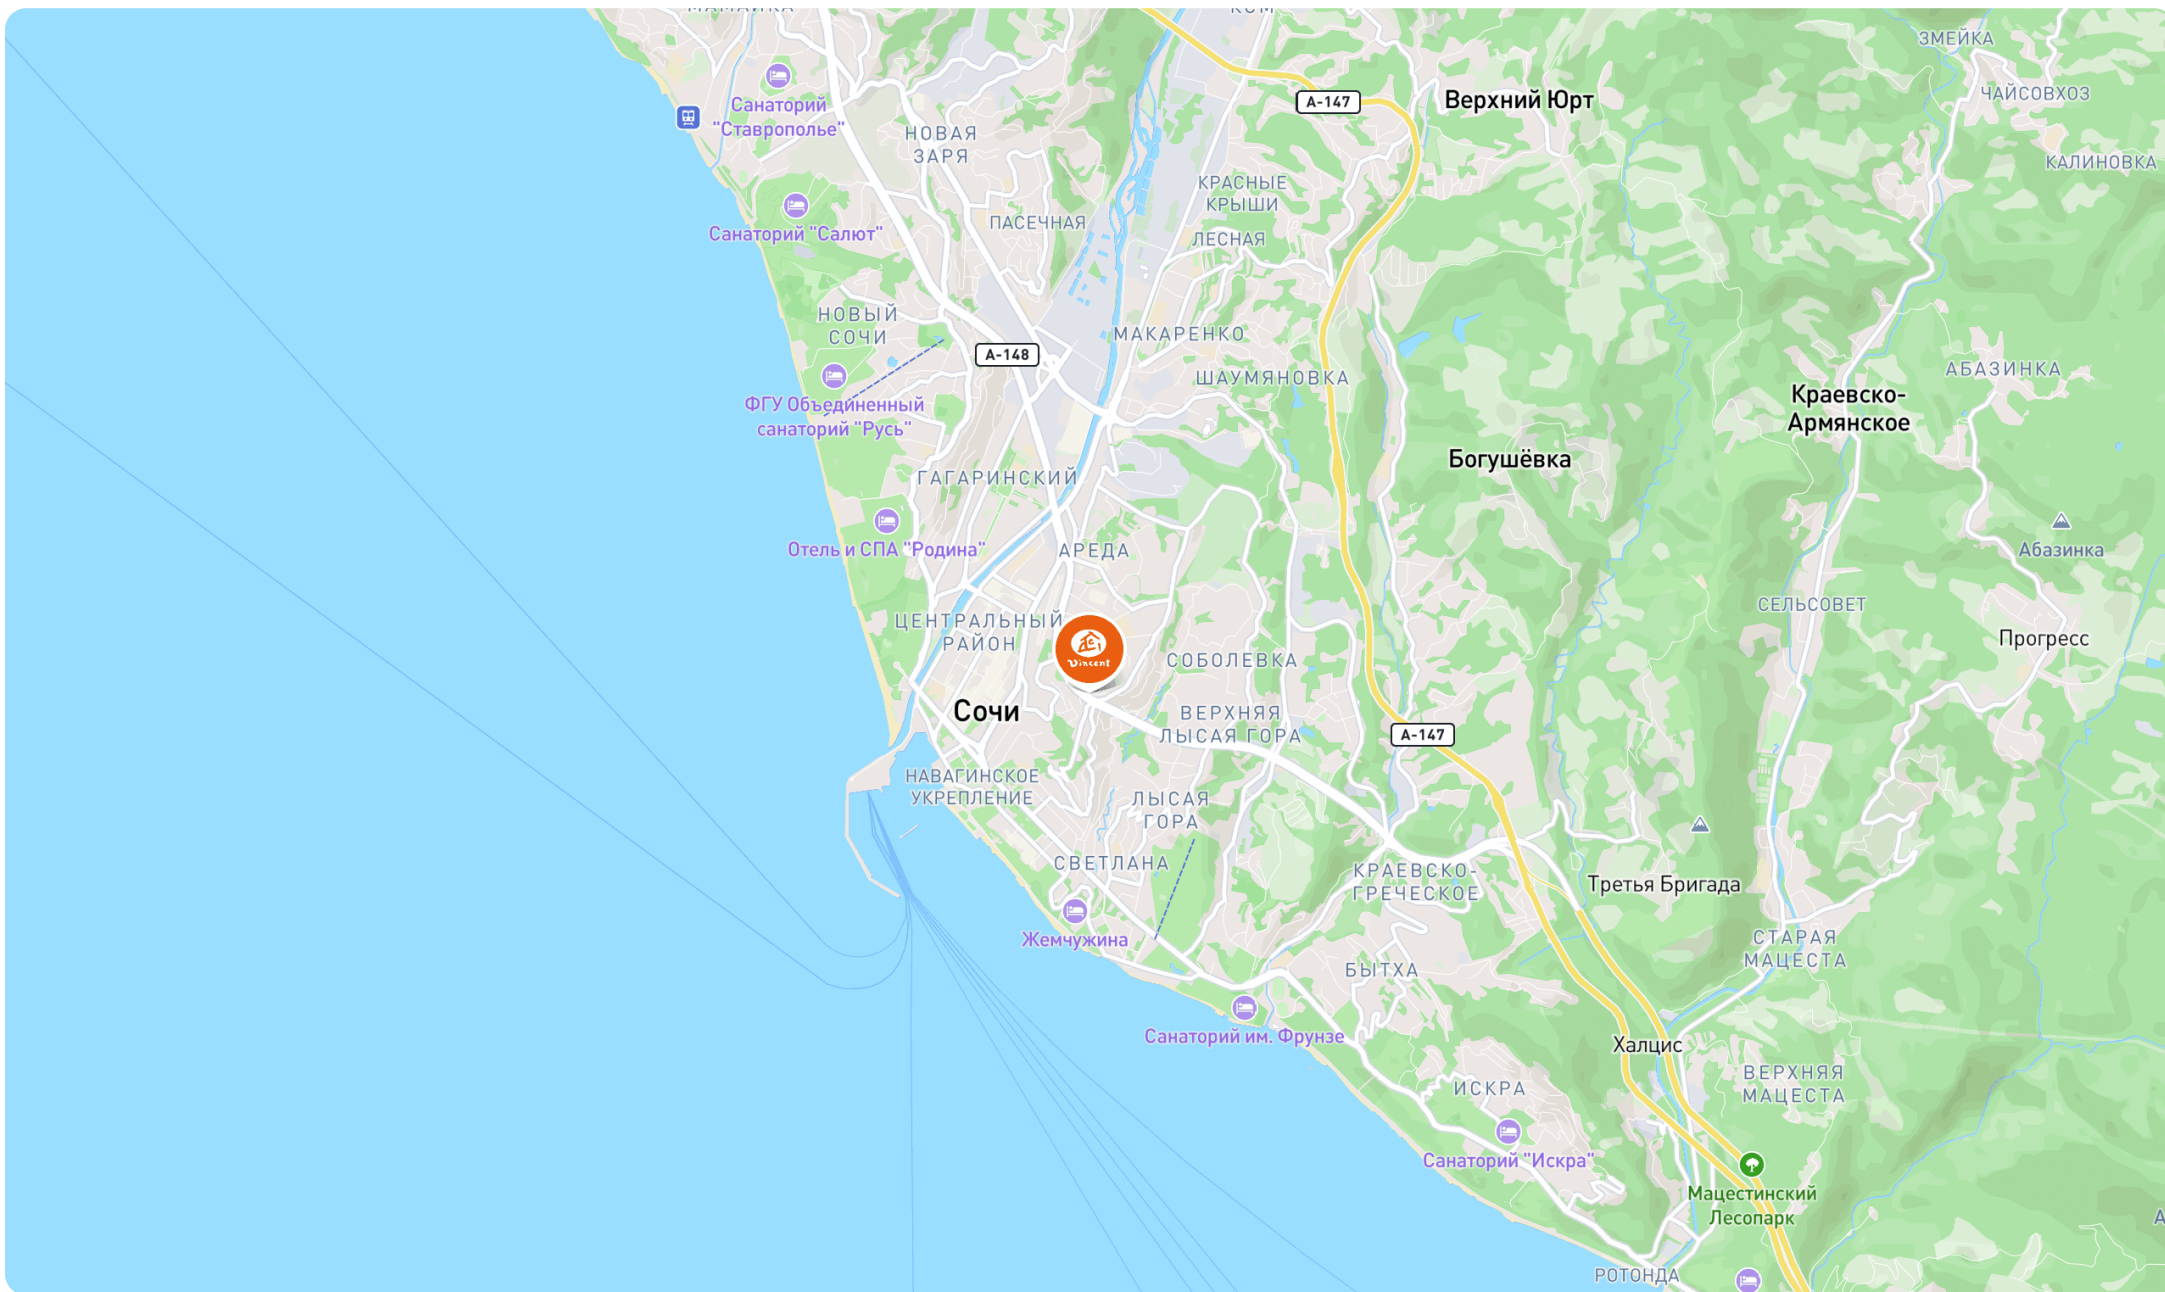 МАМАЙКА
КСМ
ЗМЕЙКА
ЧАЙСОВХОЗ
КАЛИНОВКА
Санаторий
"Ставрополье"
А-147
Верхний Юрт
НОВАЯ
ЗАРЯ
КРАСНЫЕ
КРЫШИ
ПАСЕЧНАЯ
Санаторий "Салют"
ЛЕСНАЯ
НОВЫЙ
СОЧИ
МАКАРЕНКО
А-148
ШАУМЯНОВКА
АБАЗИНКА
Краевско-
Армянское
ФГУ Объединенный
санаторий "Русь"
Богушёвка
ГАГАРИНСКИЙ
Отель и СПА "Родина"
АРЕДА
Абазинка
СЕЛЬСОВЕТ
ЦЕНТРАЛЬНЫЙ
РАЙОН
Прогресс
Vincent
СОБОЛЕВКА
Сочи
ВЕРХНЯЯ
ЛЫСАЯ ГОРА
А-147
НАВАГИНСКОЕ
УКРЕПЛЕНИЕ
ЛЫСАЯ
ГОРА
СВЕТЛАНА
КРАЕВСКО-
ГРЕЧЕСКОЕ
Третья Бригада
Жемчужина
СТАРАЯ
МАЦЕСТА
БЫТХА
Санаторий им. Фрунзе
Халцис
ВЕРХНЯЯ
МАЦЕСТА
ИСКРА
Санаторий "Искра"
Мацестинский
Лесопарк
РОТОНДА